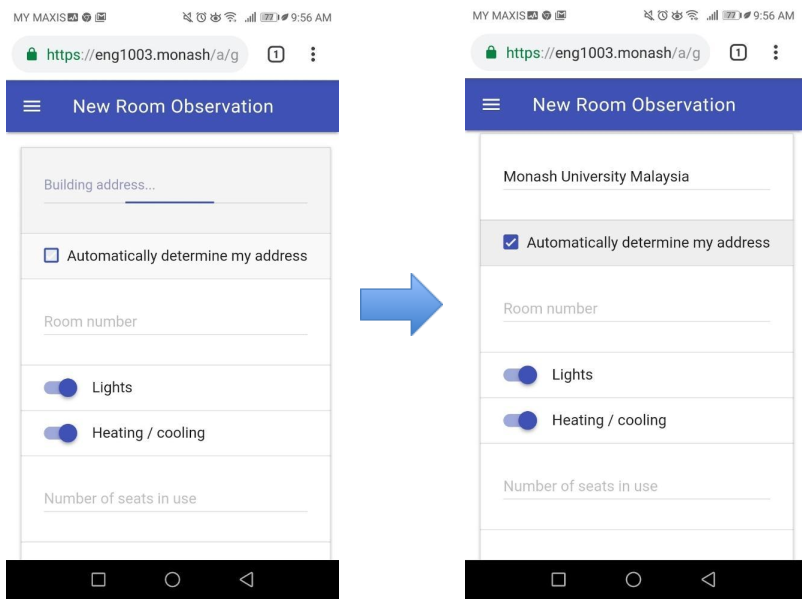 MY MAXIS 77 9:56 AM
https://eng1003.monash/a/g 1
New Room Observation
Building address...
Automatically determine my address
Room number
Lights
Heating / cooling
Number of seats in use
MY MAXIS 77 9:56 AM
https://eng1003.monash/a/g 1
New Room Observation
Monash University Malaysia
Automatically determine my address
Room number
Lights
Heating / cooling
Number of seats in use